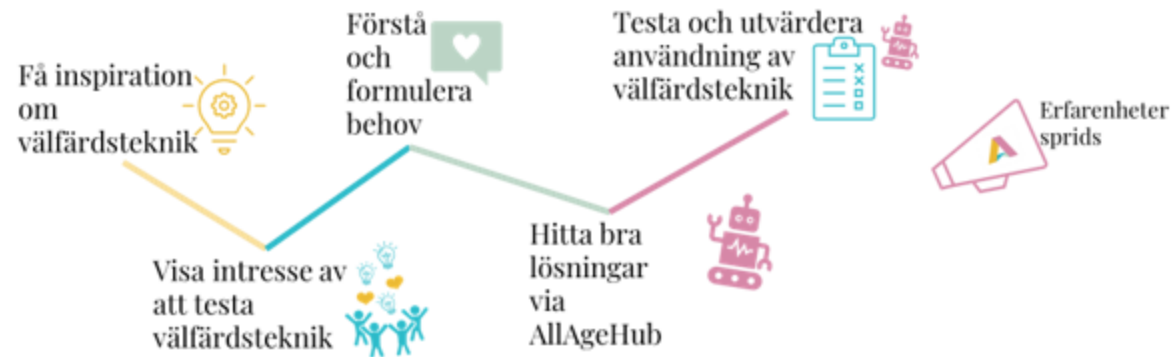 Få inspiration
om
välfärdsteknik
Visa intresse av
att testa
välfärdsteknik
Förstå
och
formulera
behov
Hitta bra
lösningar
via
AllAgeHub
Testa och utvärdera
användning av
välfärdsteknik
Erfarenheter
sprids